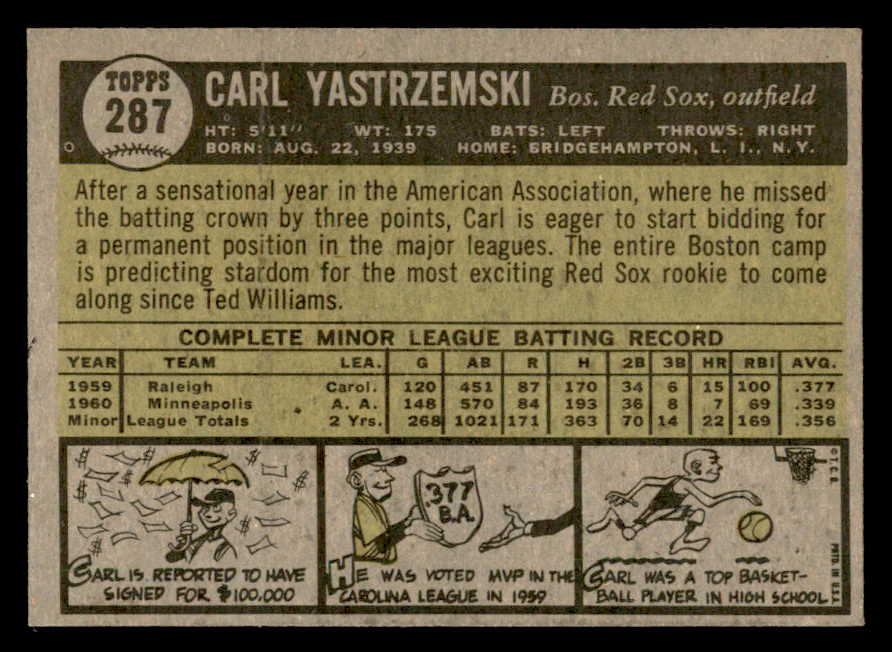 TOPPS
287
CARL YASTRZEMSKI Bos. Red Sox, outfield
HT: 5'11" WT: 175 BATS: LEFT THROWS: RIGHT
BORN: AUG. 22, 1939 HOME: BRIDGEHAMPTON, L. I., N. Y.
After a sensational year in the American Association, where he missed
the batting crown by three points, Carl is eager to start bidding for
a permanent position in the major leagues. The entire Boston camp
is predicting stardom for the most exciting Red Sox rookie to come
along since Ted Williams.
COMPLETE MINOR LEAGUE BATTING RECORD
YEAR TEAM LEA. G AB R H 2B 3B HR RBI AVG.
1959 Raleigh Carol. 120 451 87 170 34 6 15 100 .377
1960 Minneapolis A. A. 148 570 84 193 36 8 7 69 .339
Minor League Totals 2 Yrs. 268 1021 171 363 70 14 22 169 .356
CARL IS REPORTED TO HAVE
SIGNED FOR $100,000
.377
B.A.
HE WAS VOTED MVP IN THE
CAROLINA LEAGUE IN 1959
CARL WAS A TOP BASKET-
BALL PLAYER IN HIGH SCHOOL
© T.C.G.
PRTD. IN U.S.A.